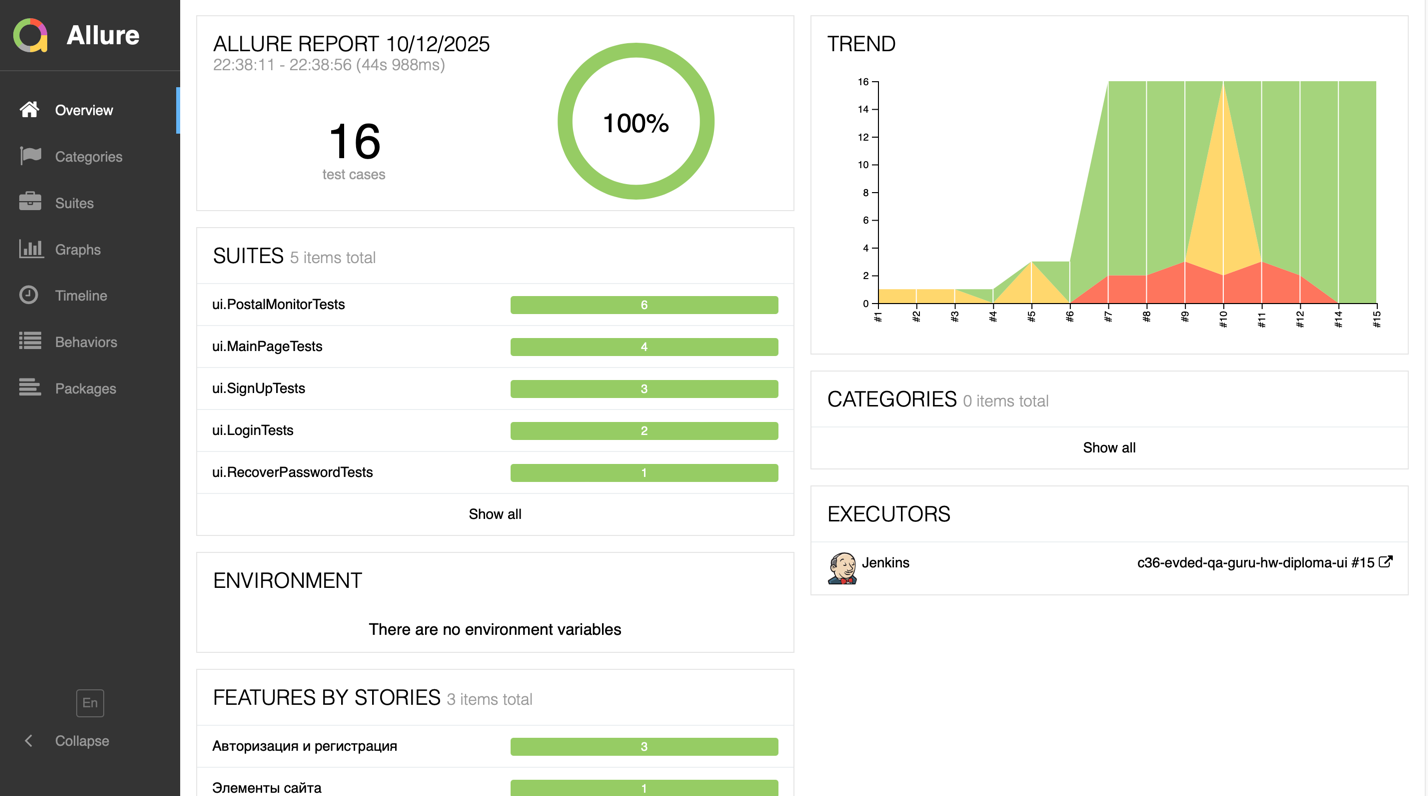 Allure
Overview
Categories
Suites
Graphs
Timeline
Behaviors
Packages
En
Collapse
ALLURE REPORT 10/12/2025
22:38:11 - 22:38:56 (44s 988ms)
16
test cases
100%
SUITES 5 items total
ui.PostalMonitorTests 6
ui.MainPageTests 4
ui.SignUpTests 3
ui.LoginTests 2
ui.RecoverPasswordTests 1
Show all
ENVIRONMENT
There are no environment variables
FEATURES BY STORIES 3 items total
Авторизация и регистрация 3
Элементы сайта 1
TREND
16
14
12
10
8
6
4
2
0
#1 #2 #3 #4 #5 #6 #7 #8 #9 #10 #11 #12 #14 #15
CATEGORIES 0 items total
Show all
EXECUTORS
Jenkins c36-evded-qa-guru-hw-diploma-ui #15